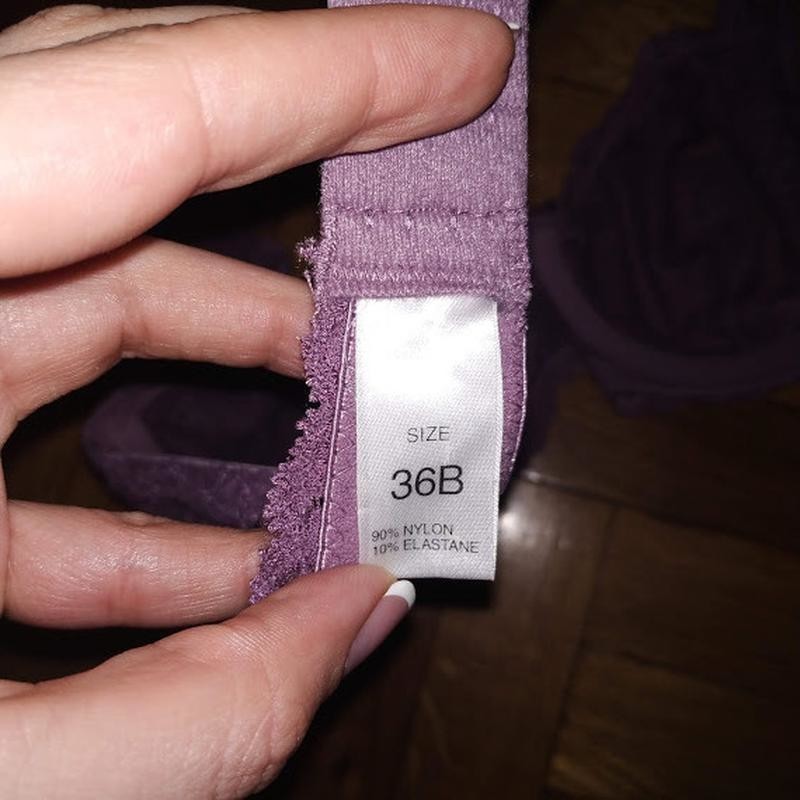 SIZE
36B
90% NYLON
10% ELASTANE